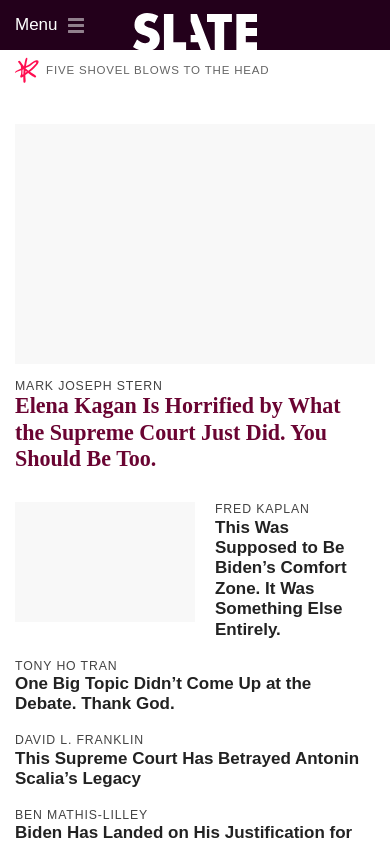 Menu
SLATE
FIVE SHOVEL BLOWS TO THE HEAD
MARK JOSEPH STERN
Elena Kagan Is Horrified by What
the Supreme Court Just Did. You
Should Be Too.
FRED KAPLAN
This Was
Supposed to Be
Biden’s Comfort
Zone. It Was
Something Else
Entirely.
TONY HO TRAN
One Big Topic Didn’t Come Up at the
Debate. Thank God.
DAVID L. FRANKLIN
This Supreme Court Has Betrayed Antonin
Scalia’s Legacy
BEN MATHIS-LILLEY
Biden Has Landed on His Justification for